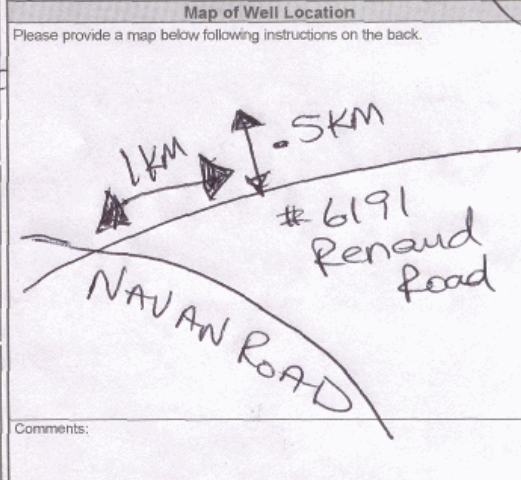 Map of Well Location
Please provide a map below following instructions on the back.
1KM
.5KM
#6191
Renaud
Road
NAVAN ROAD
Comments: